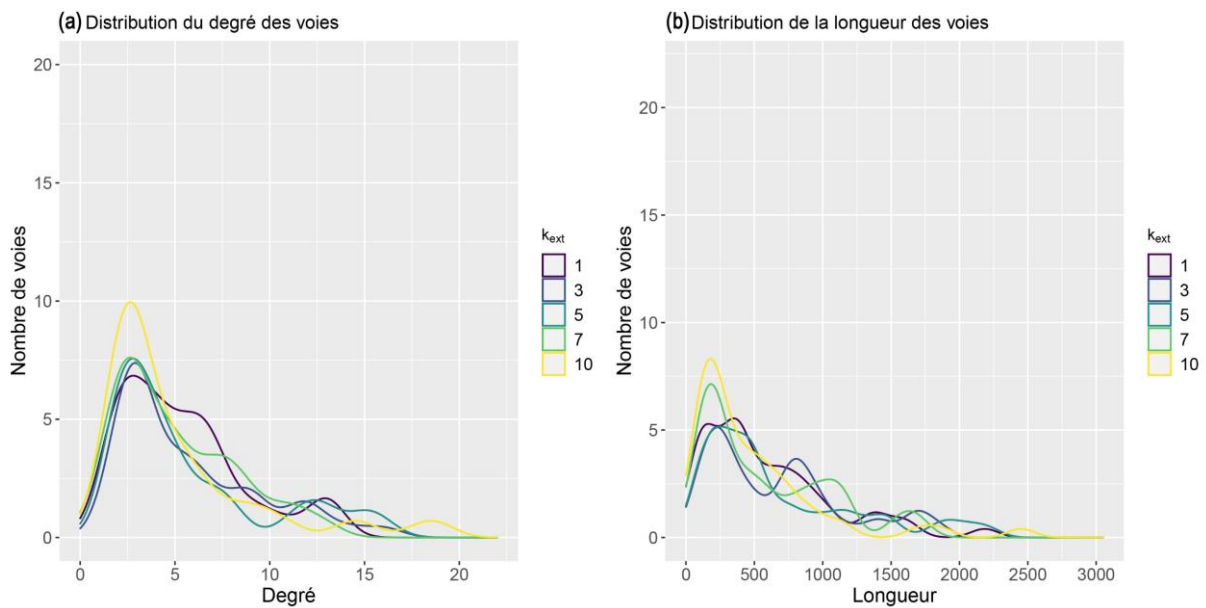 (a) Distribution du degré des voies
20
15
10
5
0
Nombre de voies
0 5 10 15 20
Degré
k_ext
1
3
5
7
10
(b) Distribution de la longueur des voies
20
15
10
5
0
Nombre de voies
0 500 1000 1500 2000 2500 3000
Longueur
k_ext
1
3
5
7
10